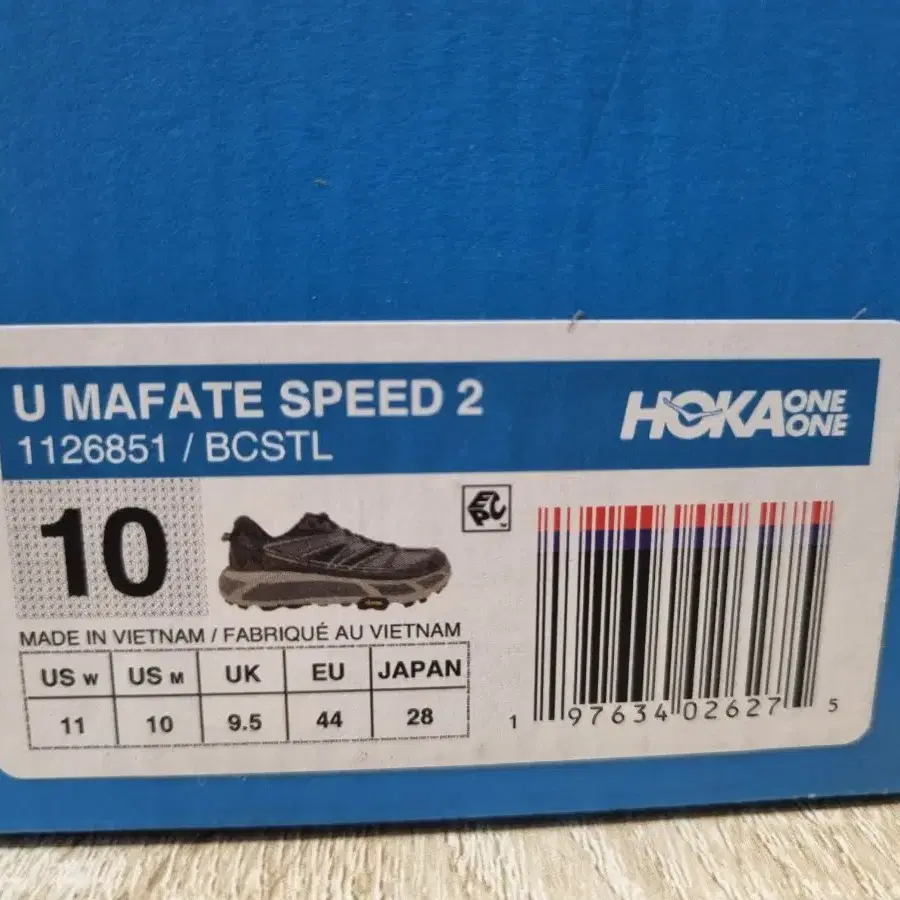 U MAFATE SPEED 2
1126851 / BCSTL
HOKA ONE ONE
10
EPC™
MADE IN VIETNAM / FABRIQUÉ AU VIETNAM
US W US M UK EU JAPAN
11 10 9.5 44 28
1 97634 02627 5